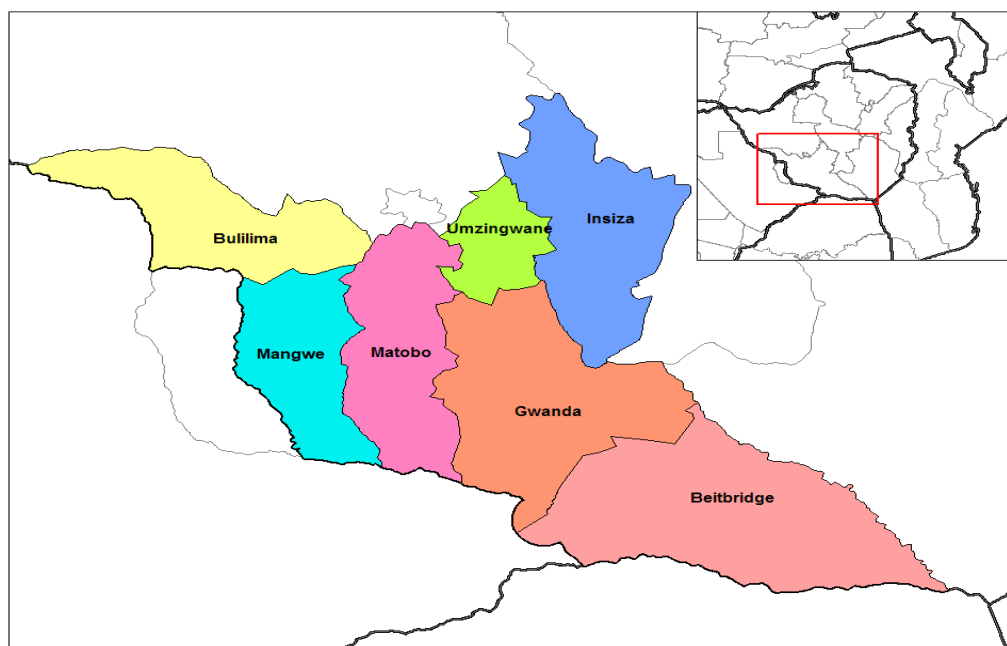 Insiza
Umzingwane
Bulilima
Mangwe
Matobo
Gwanda
Beitbridge